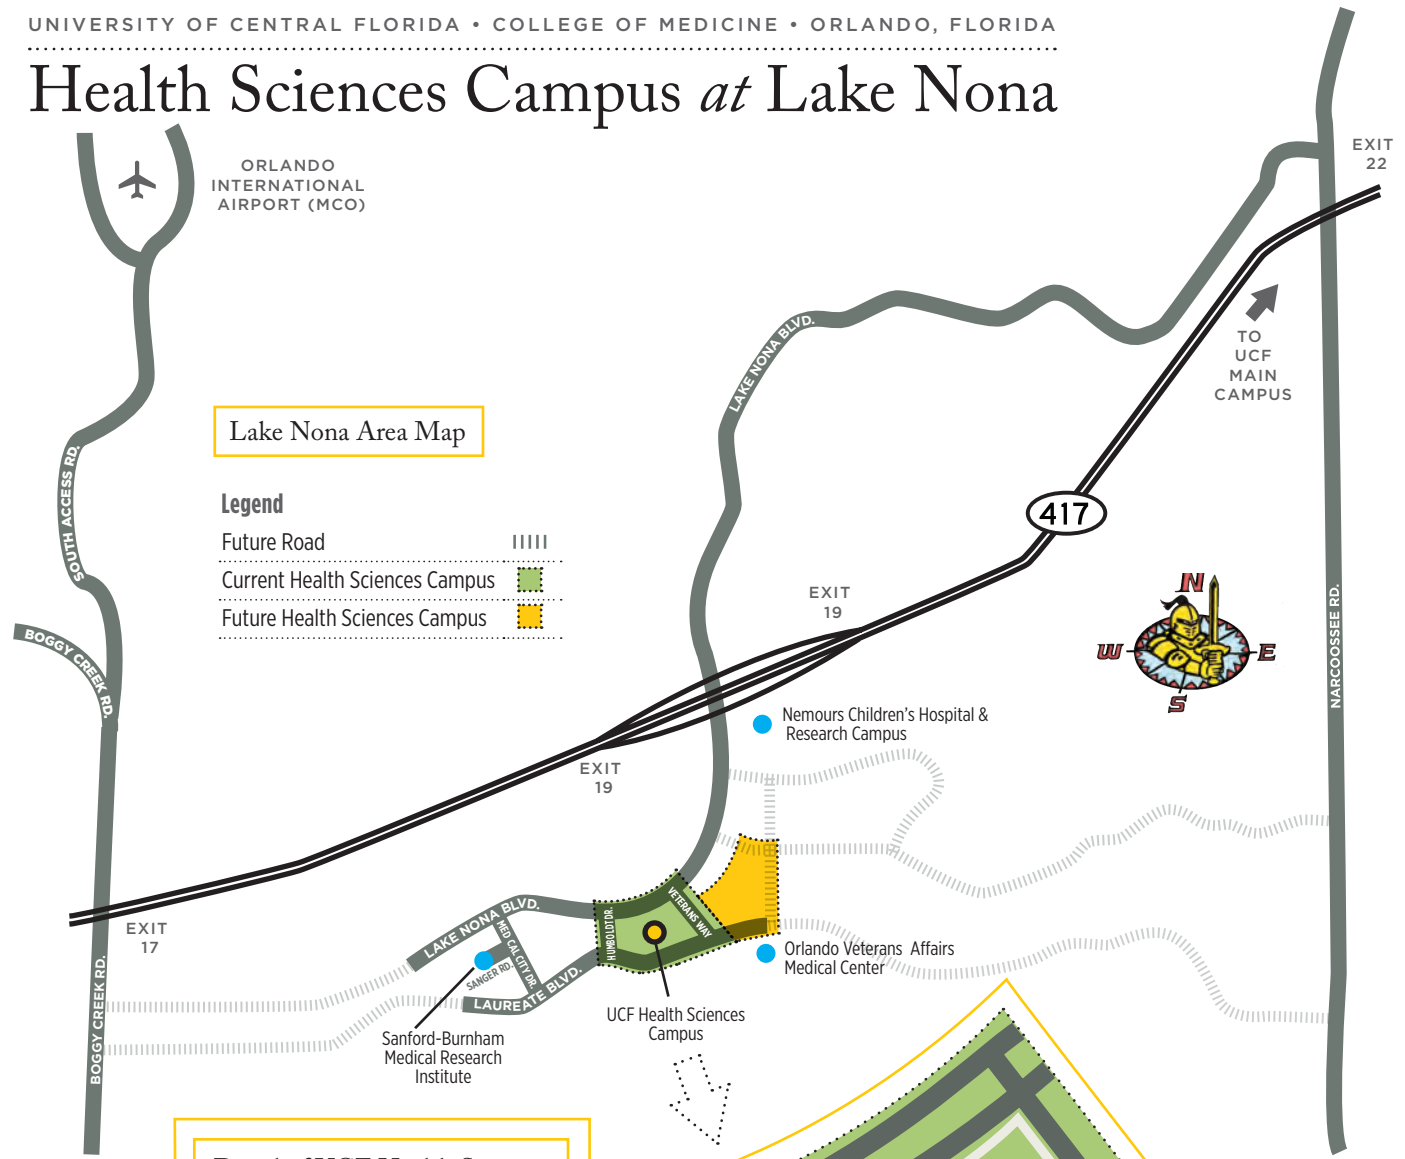 UNIVERSITY OF CENTRAL FLORIDA • COLLEGE OF MEDICINE • ORLANDO, FLORIDA
Health Sciences Campus at Lake Nona
EXIT
22
ORLANDO
INTERNATIONAL
AIRPORT (MCO)
LAKE NONA BLVD.
TO
UCF
MAIN
CAMPUS
Lake Nona Area Map
SOUTH ACCESS RD.
Legend
Future Road
Current Health Sciences Campus
Future Health Sciences Campus
417
EXIT
19
N
W
E
S
NARCOOSSEE RD.
BOGGY CREEK RD.
Nemours Children's Hospital &
Research Campus
EXIT
19
EXIT
17
LAKE NONA BLVD.
MEDICAL CITY DR.
SANGER RD.
LAUREATE BLVD.
HUMBOLDT DR.
VETERANS WAY
Orlando Veterans Affairs
Medical Center
BOGGY CREEK RD.
UCF Health Sciences
Campus
Sanford-Burnham
Medical Research
Institute